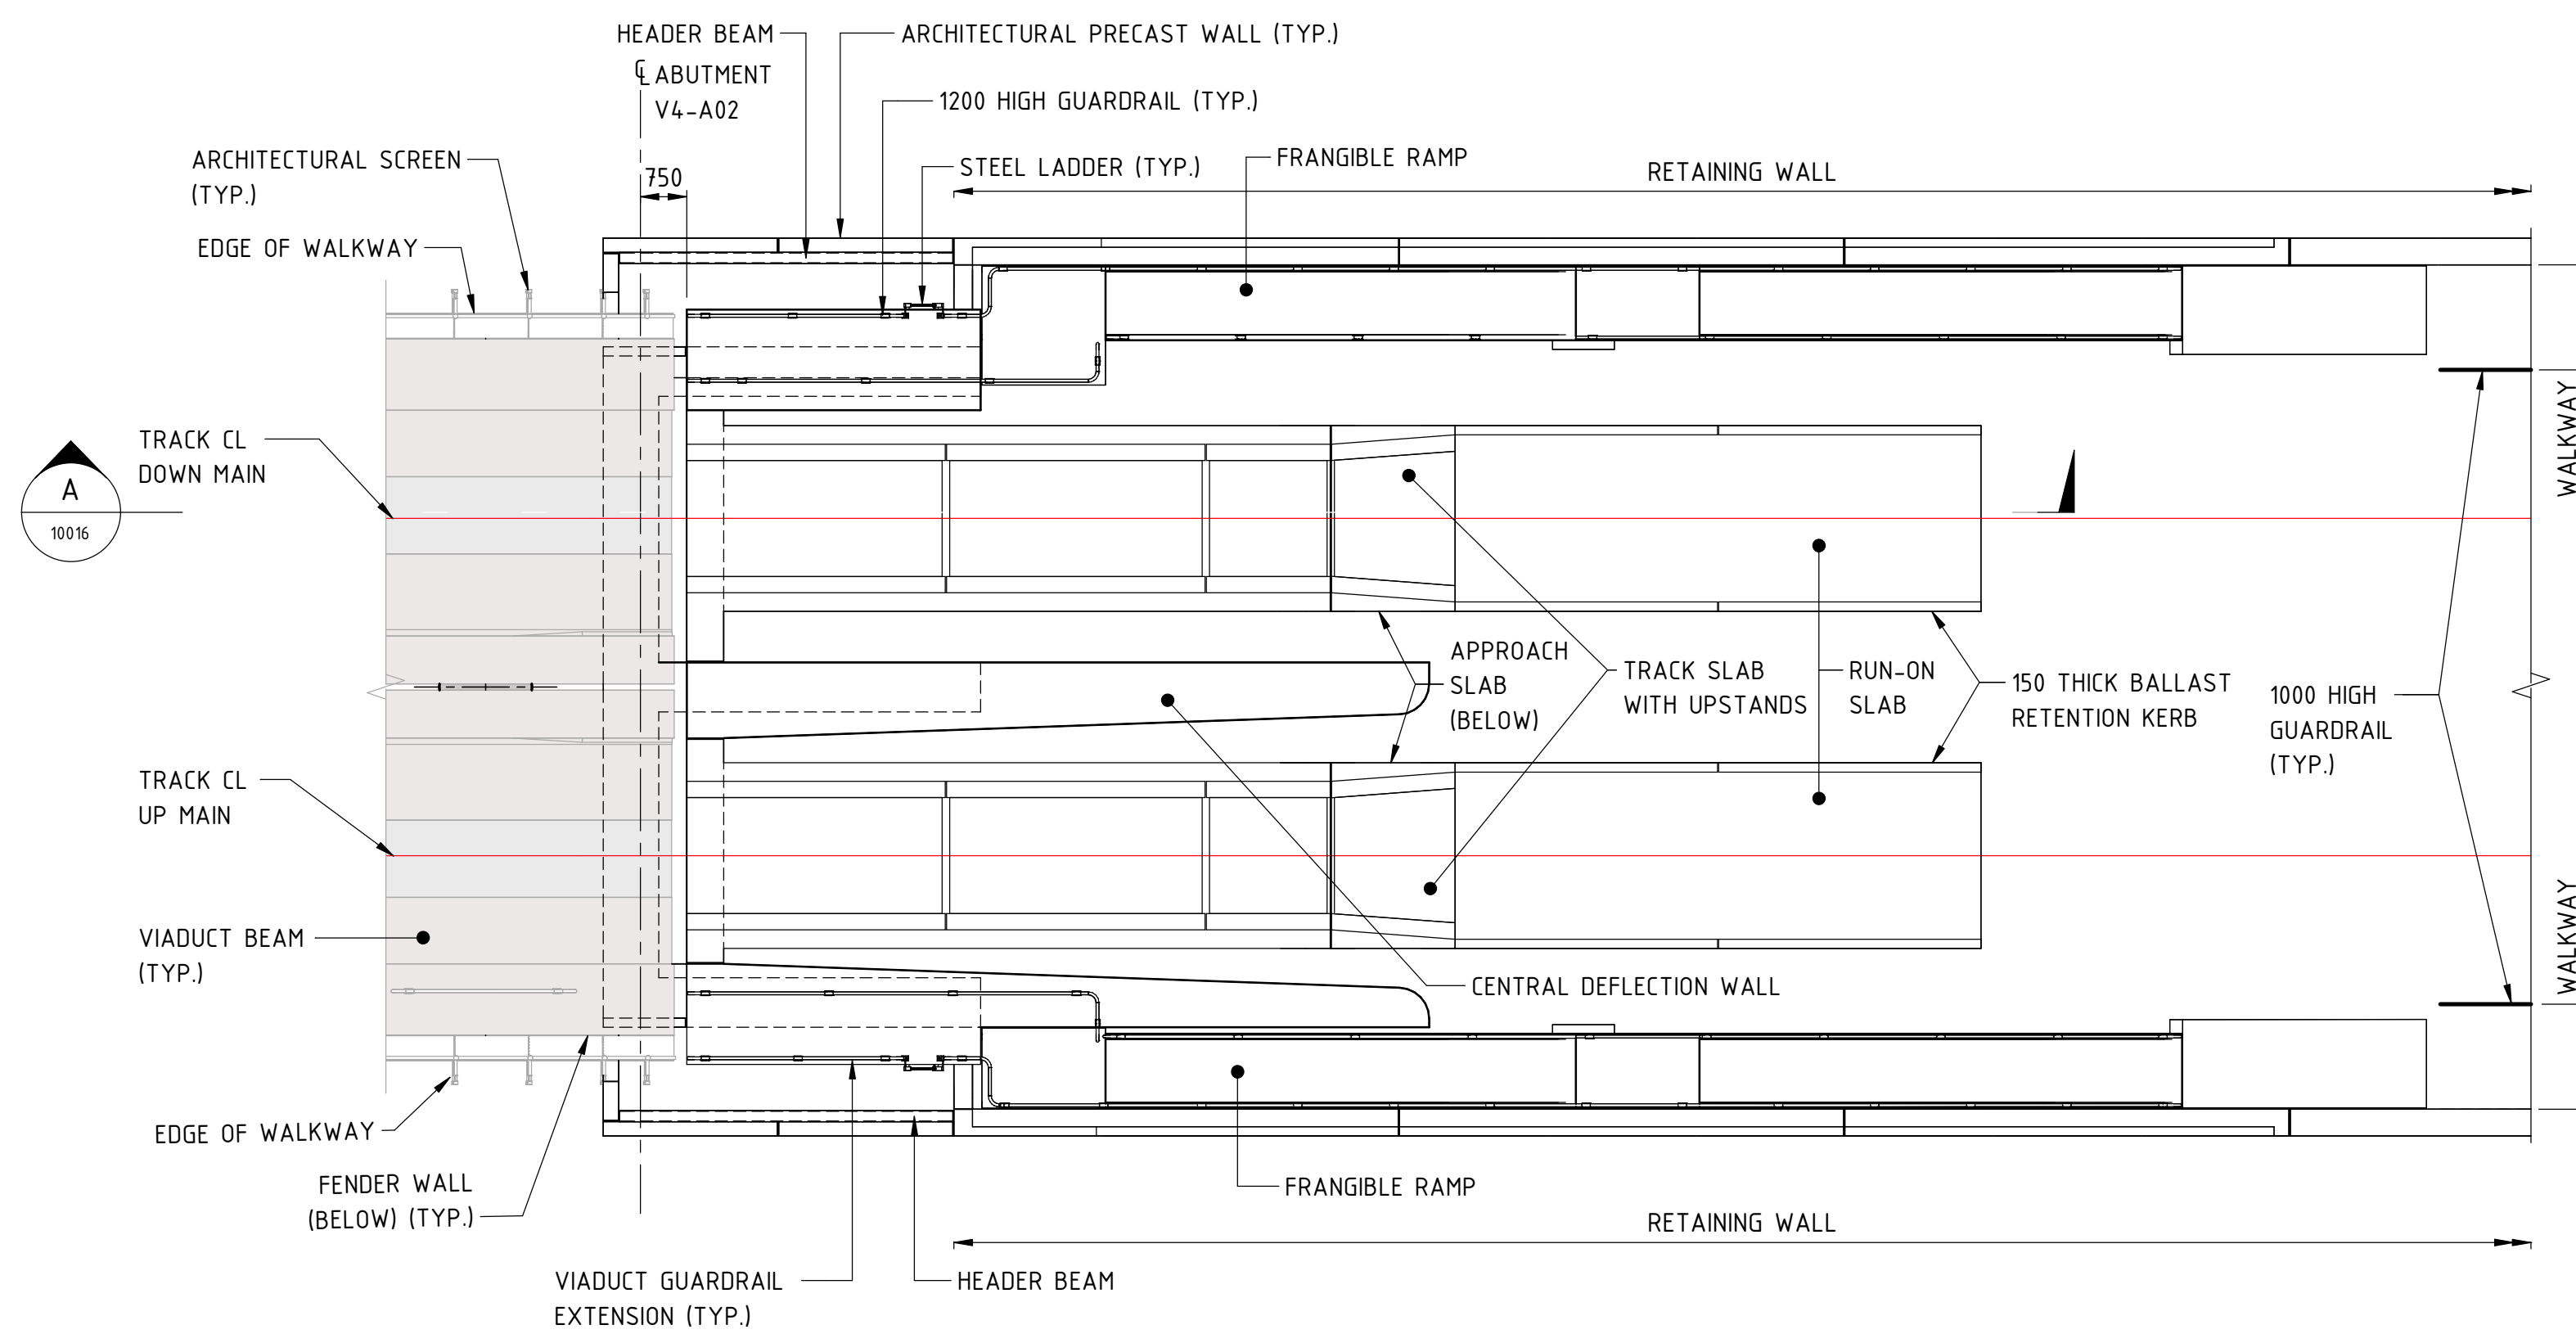 HEADER BEAM
ARCHITECTURAL PRECAST WALL (TYP.)
℄ ABUTMENT
V4-A02
1200 HIGH GUARDRAIL (TYP.)
ARCHITECTURAL SCREEN
(TYP.)
STEEL LADDER (TYP.)
FRANGIBLE RAMP
RETAINING WALL
750
EDGE OF WALKWAY
WALKWAY
TRACK CL
DOWN MAIN
A
10016
APPROACH
SLAB
(BELOW)
TRACK SLAB
WITH UPSTANDS
RUN-ON
SLAB
150 THICK BALLAST
RETENTION KERB
1000 HIGH
GUARDRAIL
(TYP.)
TRACK CL
UP MAIN
VIADUCT BEAM
(TYP.)
CENTRAL DEFLECTION WALL
WALKWAY
EDGE OF WALKWAY
FENDER WALL
(BELOW) (TYP.)
FRANGIBLE RAMP
RETAINING WALL
VIADUCT GUARDRAIL
EXTENSION (TYP.)
HEADER BEAM